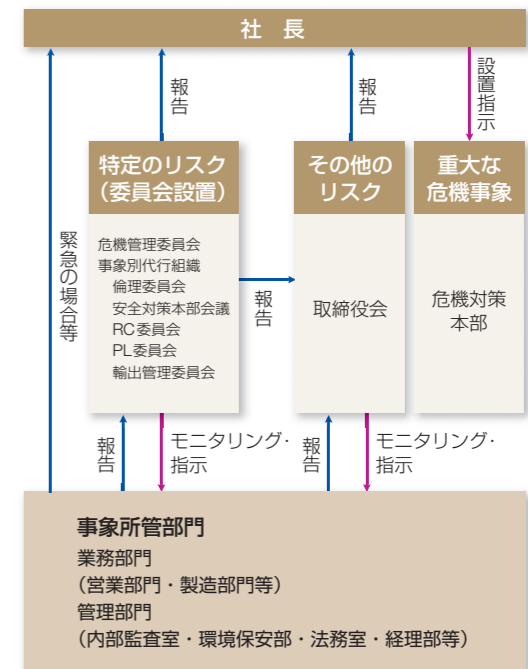 社 長
報告
報告
設置指示
特定のリスク
（委員会設置）
その他の
リスク
重大な
危機事象
緊急の場合等
危機管理委員会
事象別代行組織
倫理委員会
安全対策本部会議
RC委員会
PL委員会
輸出管理委員会
報告
取締役会
危機対策
本部
報告
モニタリング・
指示
報告
モニタリング・
指示
事象所管部門
業務部門
（営業部門・製造部門等）
管理部門
（内部監査室・環境保安部・法務室・経理部等）